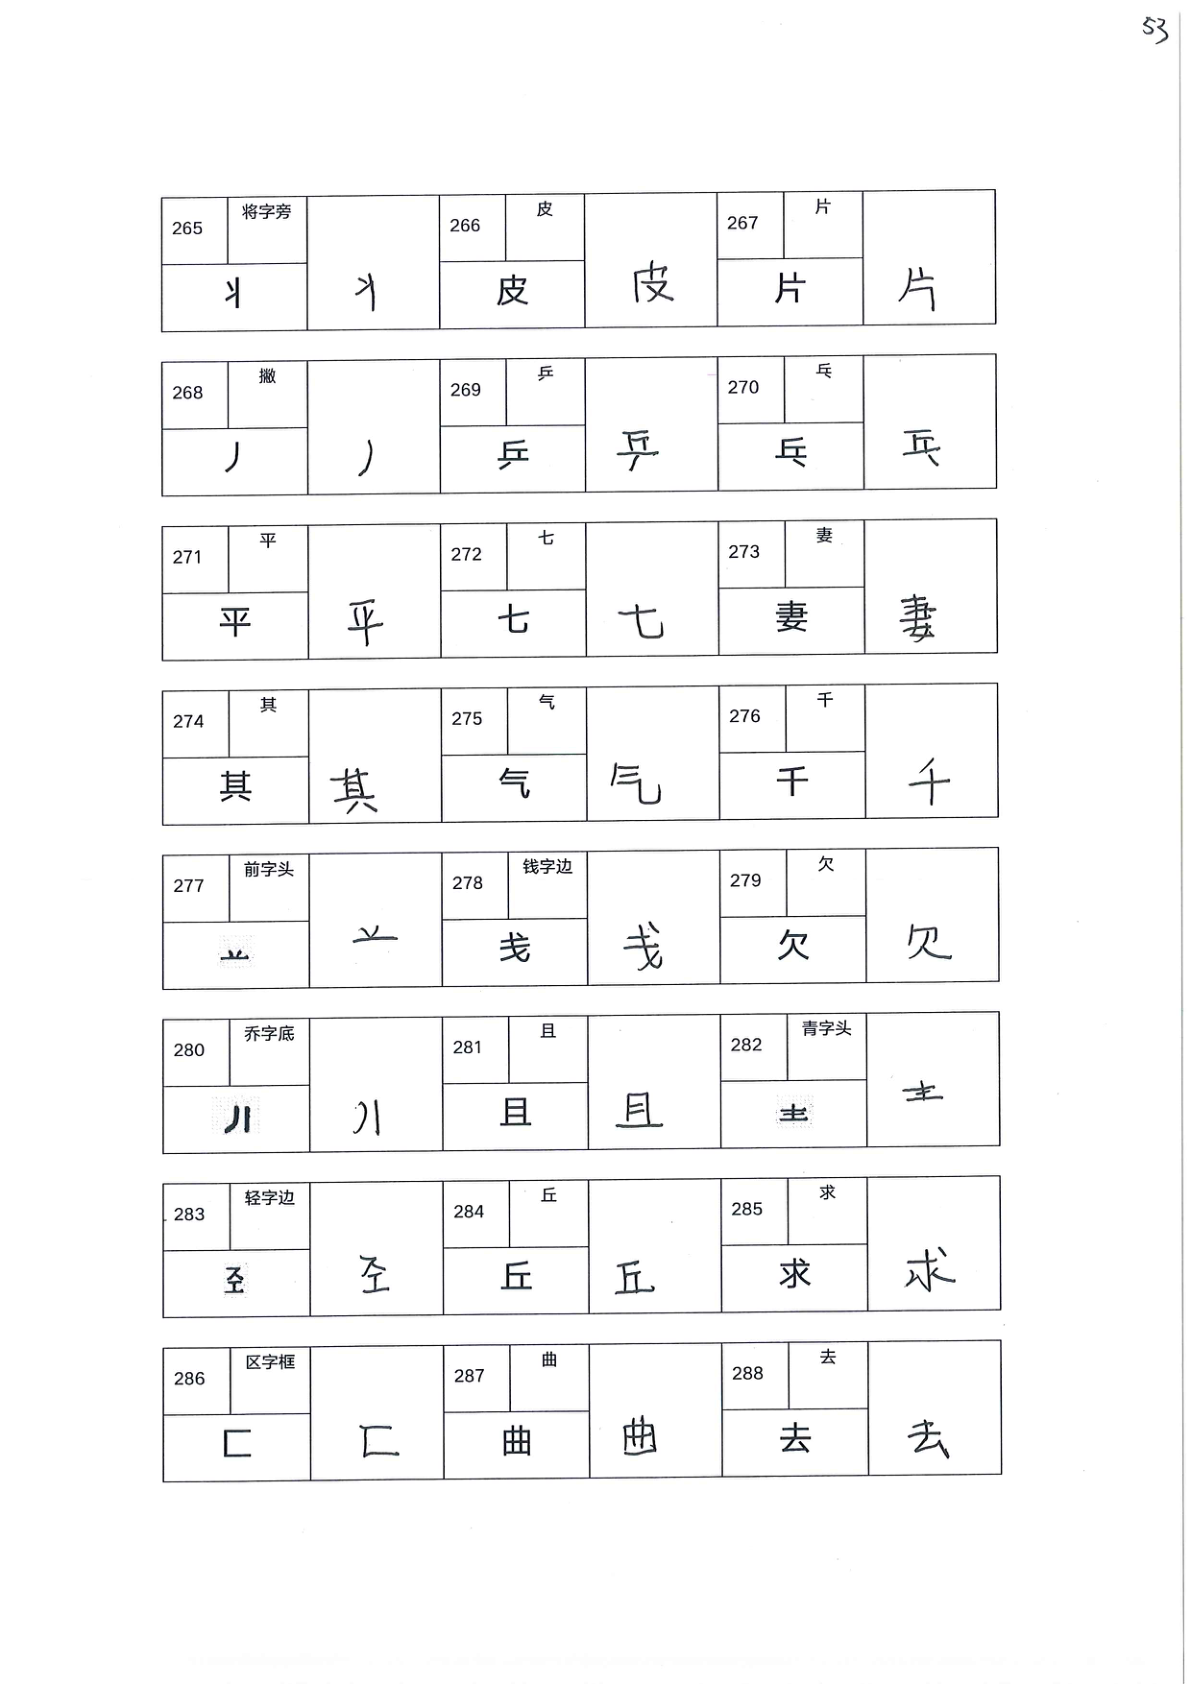 53
265 将字旁 丬 丬 266 皮 皮 皮 267 片 片 片
268 撇 丿 丿 269 乒 乒 乒 270 乓 乓 乓
271 平 平 平 272 七 七 七 273 妻 妻 妻
274 其 其 其 275 气 气 气 276 千 千 千
277 前字头 䒑 䒑 278 钱字边 戋 戋 279 欠 欠 欠
280 乔字底 〢 〢 281 且 且 且 282 青字头 龶 龶
283 轻字边 𢀖 𢀖 284 丘 丘 丘 285 求 求 求
286 区字框 匚 匚 287 曲 曲 曲 288 去 去 去